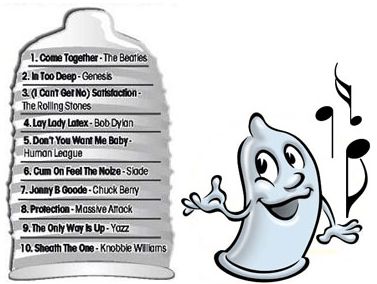 1. Come Together - The Beatles
2. In Too Deep - Genesis
3. (I Can't Get No) Satisfaction -
The Rolling Stones
4. Lay Lady Latex - Bob Dylan
5. Don't You Want Me Baby -
Human League
6. Cum On Feel The Noize - Slade
7. Jonny B Goode - Chuck Berry
8. Protection - Massive Attack
9. The Only Way Is Up - Yazz
10. Sheath The One - Knobbie Williams